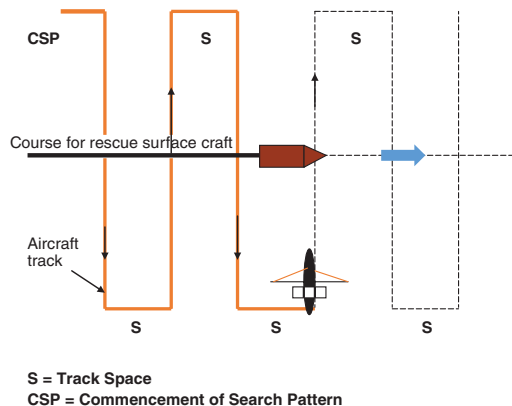 CSP
S
S
Course for rescue surface craft
Aircraft
track
S
S
S
S = Track Space
CSP = Commencement of Search Pattern